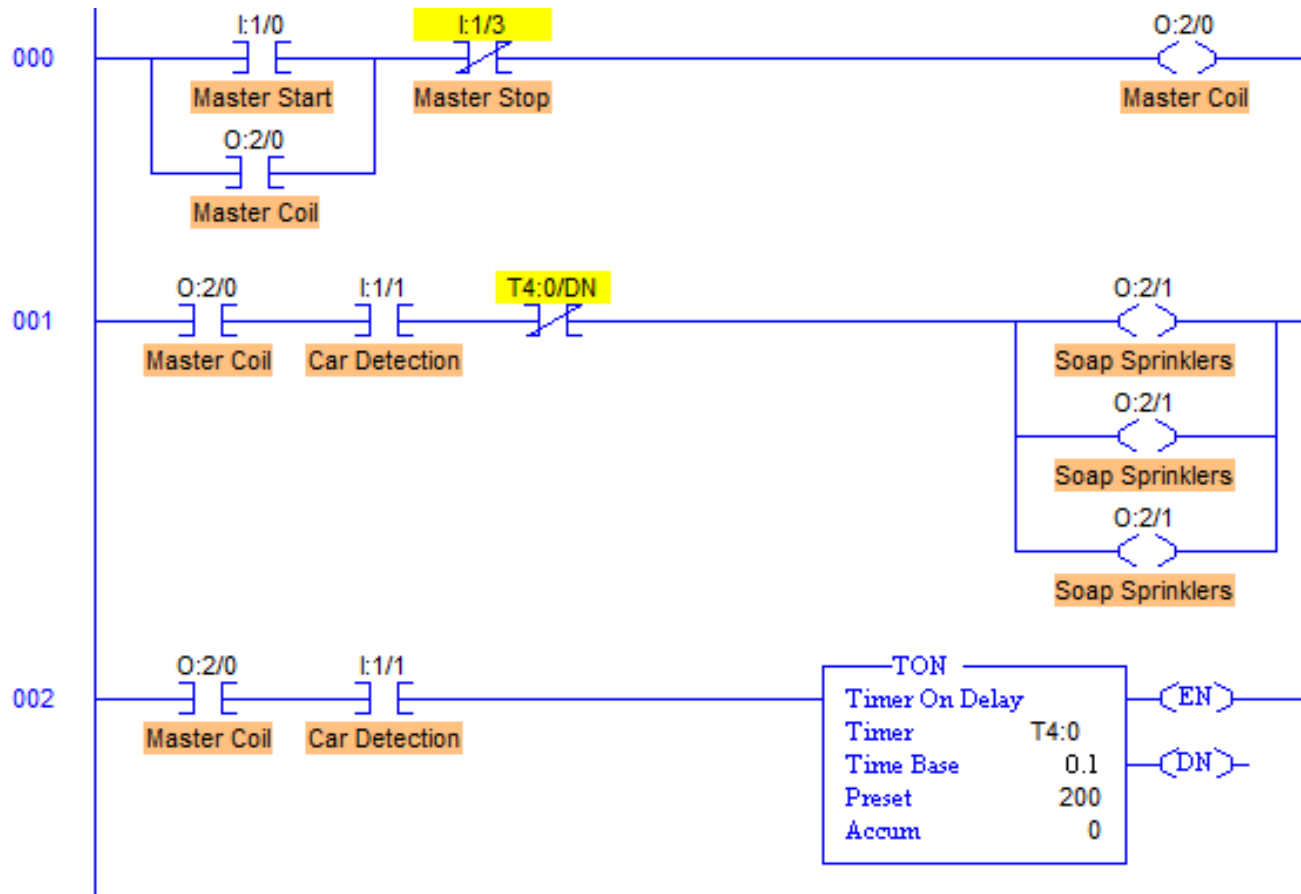 I:1/0 I:1/3 O:2/0
000
Master Start Master Stop Master Coil
O:2/0
Master Coil
O:2/0 I:1/1 T4:0/DN O:2/1
001
Master Coil Car Detection Soap Sprinklers
O:2/1
Soap Sprinklers
O:2/1
Soap Sprinklers
O:2/0 I:1/1 TON
002 Timer On Delay EN
Master Coil Car Detection Timer T4:0
Time Base 0.1 DN
Preset 200
Accum 0